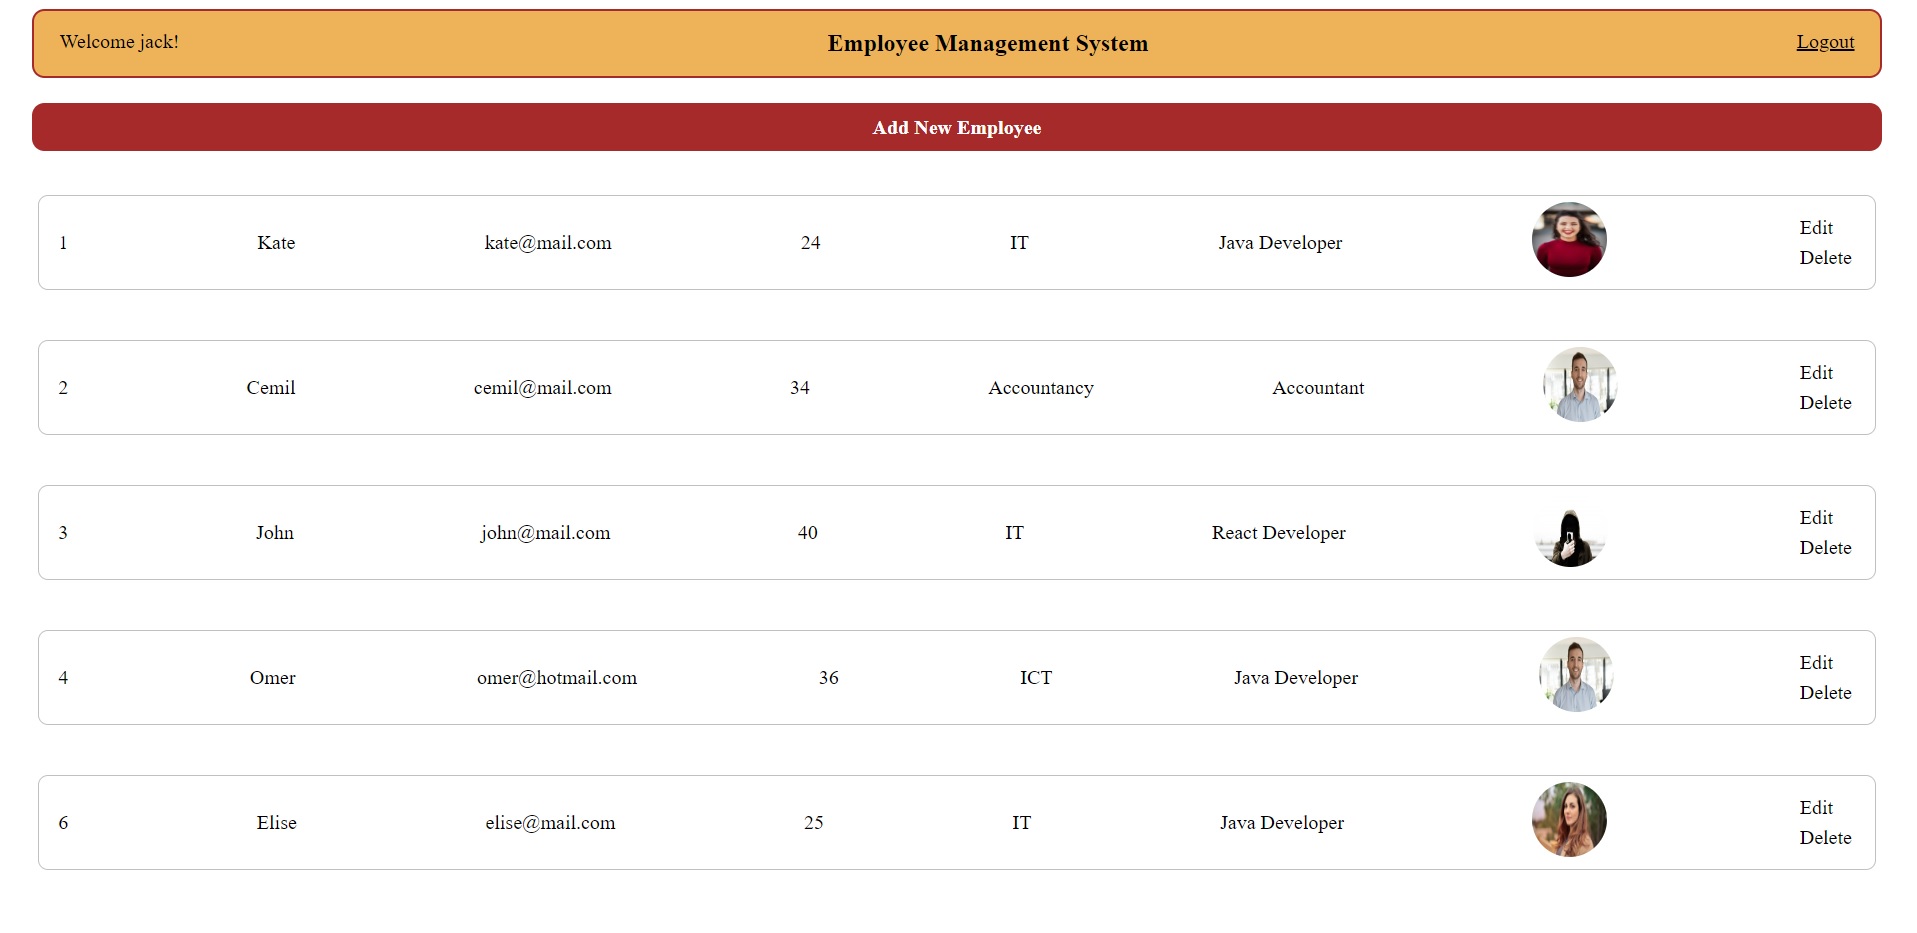 Welcome jack! Employee Management System Logout
Add New Employee
1 Kate kate@mail.com 24 IT Java Developer Edit
Delete
2 Cemil cemil@mail.com 34 Accountancy Accountant Edit
Delete
3 John john@mail.com 40 IT React Developer Edit
Delete
4 Omer omer@hotmail.com 36 ICT Java Developer Edit
Delete
6 Elise elise@mail.com 25 IT Java Developer Edit
Delete